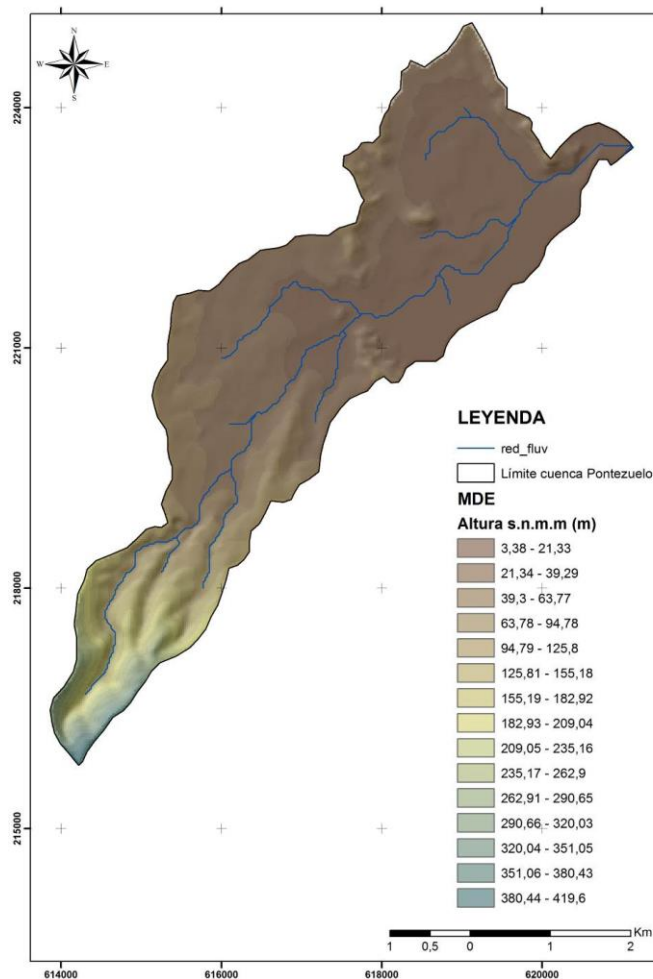 N
W E
S
224000
221000
218000
215000
LEYENDA
red_fluv
Límite cuenca Pontezuelo
MDE
Altura s.n.m.m (m)
3,38 - 21,33
21,34 - 39,29
39,3 - 63,77
63,78 - 94,78
94,79 - 125,8
125,81 - 155,18
155,19 - 182,92
182,93 - 209,04
209,05 - 235,16
235,17 - 262,9
262,91 - 290,65
290,66 - 320,03
320,04 - 351,05
351,06 - 380,43
380,44 - 419,6
Km
1 0,5 0 1 2
614000 616000 618000 620000